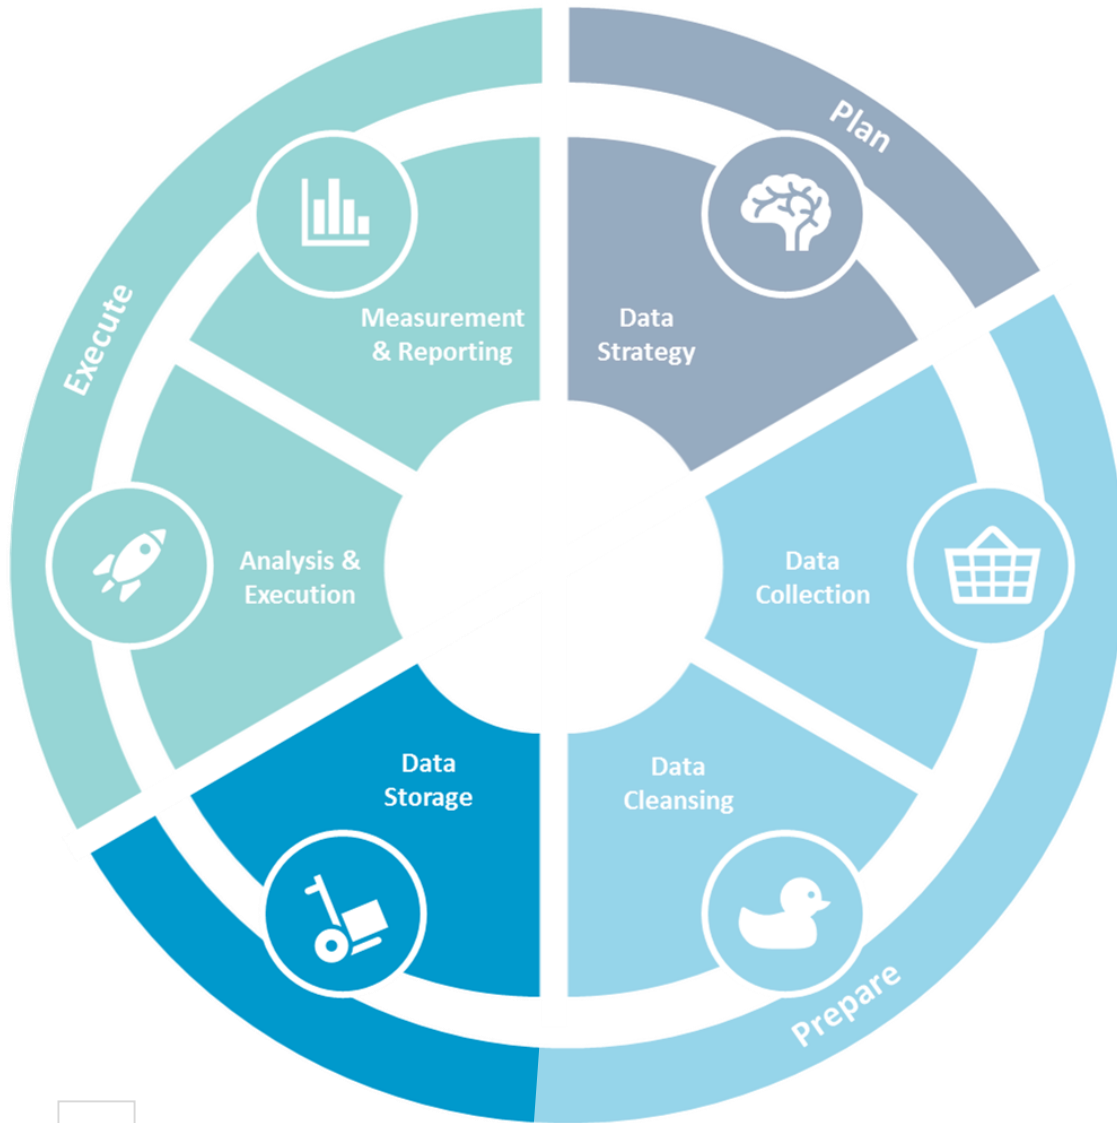 Plan
Data
Strategy
Data
Collection
Prepare
Data
Cleansing
Data
Storage
Execute
Analysis &
Execution
Measurement
& Reporting